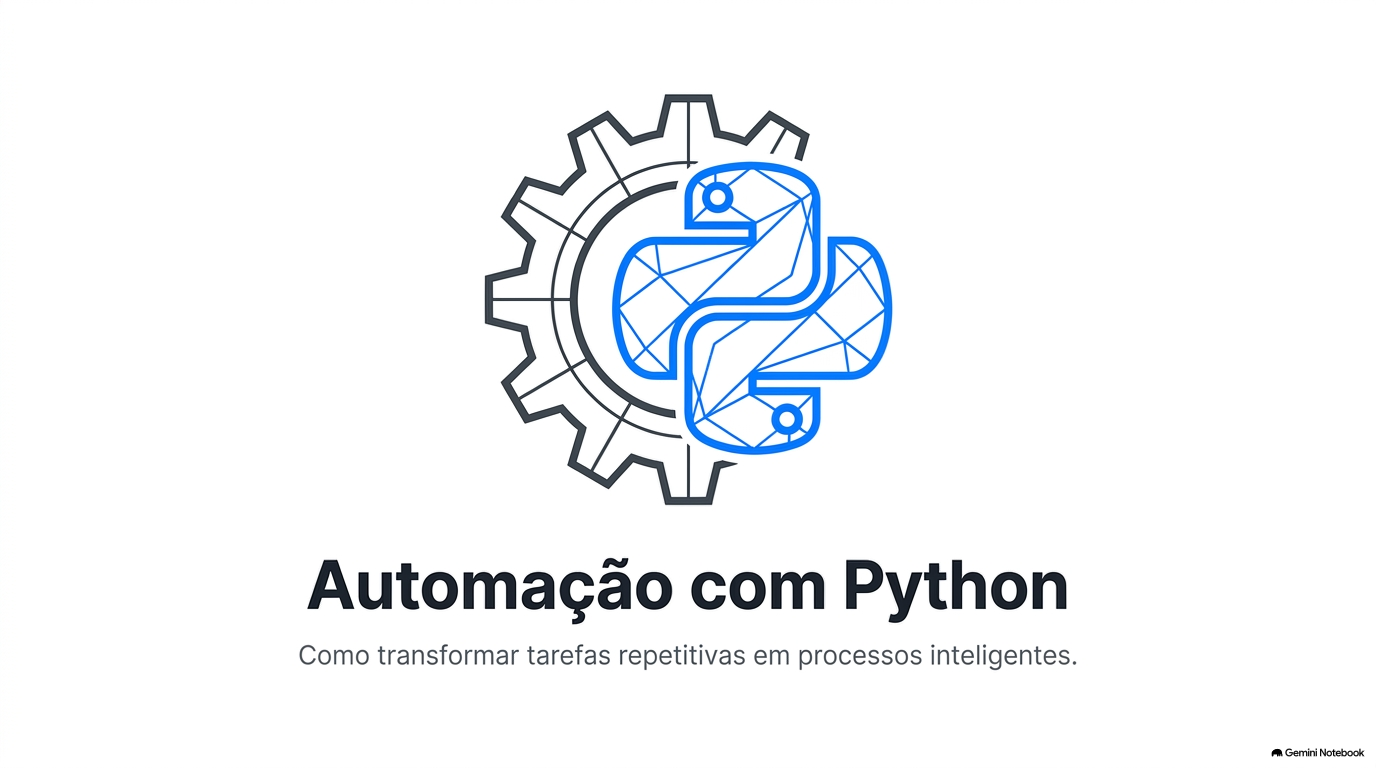 Automação com Python
Como transformar tarefas repetitivas em processos inteligentes.
Gemini Notebook